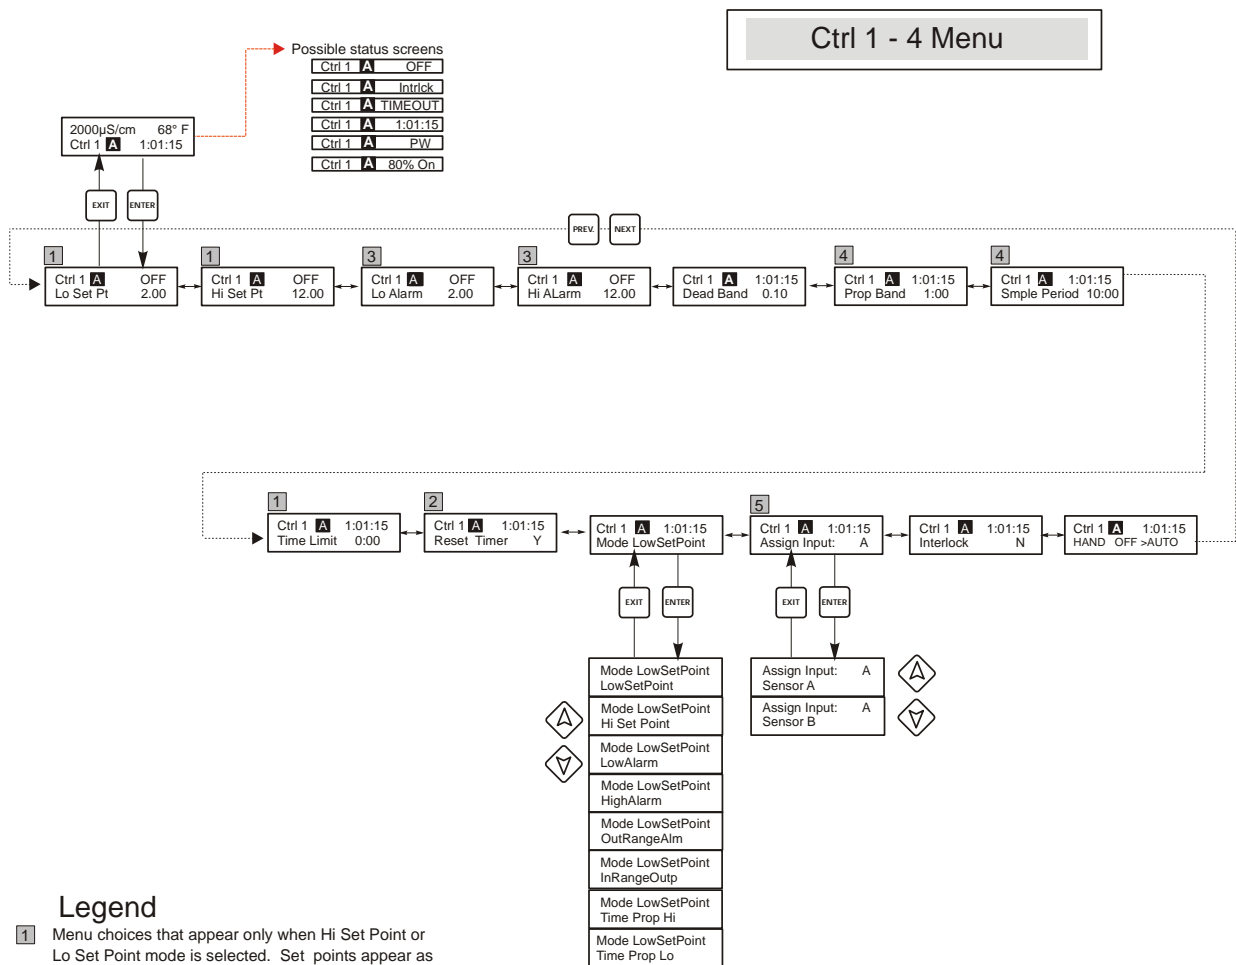 Ctrl 1 - 4 Menu
Possible status screens
Ctrl 1 A OFF
Ctrl 1 A Intrlck
Ctrl 1 A TIMEOUT
Ctrl 1 A 1:01:15
Ctrl 1 A PW
Ctrl 1 A 80% On
2000µS/cm 68° F
Ctrl 1 A 1:01:15
EXIT
ENTER
PREV.
NEXT
1
Ctrl 1 A OFF
Lo Set Pt 2.00
1
Ctrl 1 A OFF
Hi Set Pt 12.00
3
Ctrl 1 A OFF
Lo Alarm 2.00
3
Ctrl 1 A OFF
Hi ALarm 12.00
Ctrl 1 A 1:01:15
Dead Band 0.10
4
Ctrl 1 A 1:01:15
Prop Band 1:00
4
Ctrl 1 A 1:01:15
Smple Period 10:00
1
Ctrl 1 A 1:01:15
Time Limit 0:00
2
Ctrl 1 A 1:01:15
Reset Timer Y
Ctrl 1 A 1:01:15
Mode LowSetPoint
5
Ctrl 1 A 1:01:15
Assign Input: A
Ctrl 1 A 1:01:15
Interlock N
Ctrl 1 A 1:01:15
HAND OFF >AUTO
EXIT
ENTER
EXIT
ENTER
Mode LowSetPoint
LowSetPoint
Mode LowSetPoint
Hi Set Point
Mode LowSetPoint
LowAlarm
Mode LowSetPoint
HighAlarm
Mode LowSetPoint
OutRangeAlm
Mode LowSetPoint
InRangeOutp
Mode LowSetPoint
Time Prop Hi
Mode LowSetPoint
Time Prop Lo
Assign Input: A
Sensor A
Assign Input: A
Sensor B
Legend
1 Menu choices that appear only when Hi Set Point or
Lo Set Point mode is selected. Set points appear as